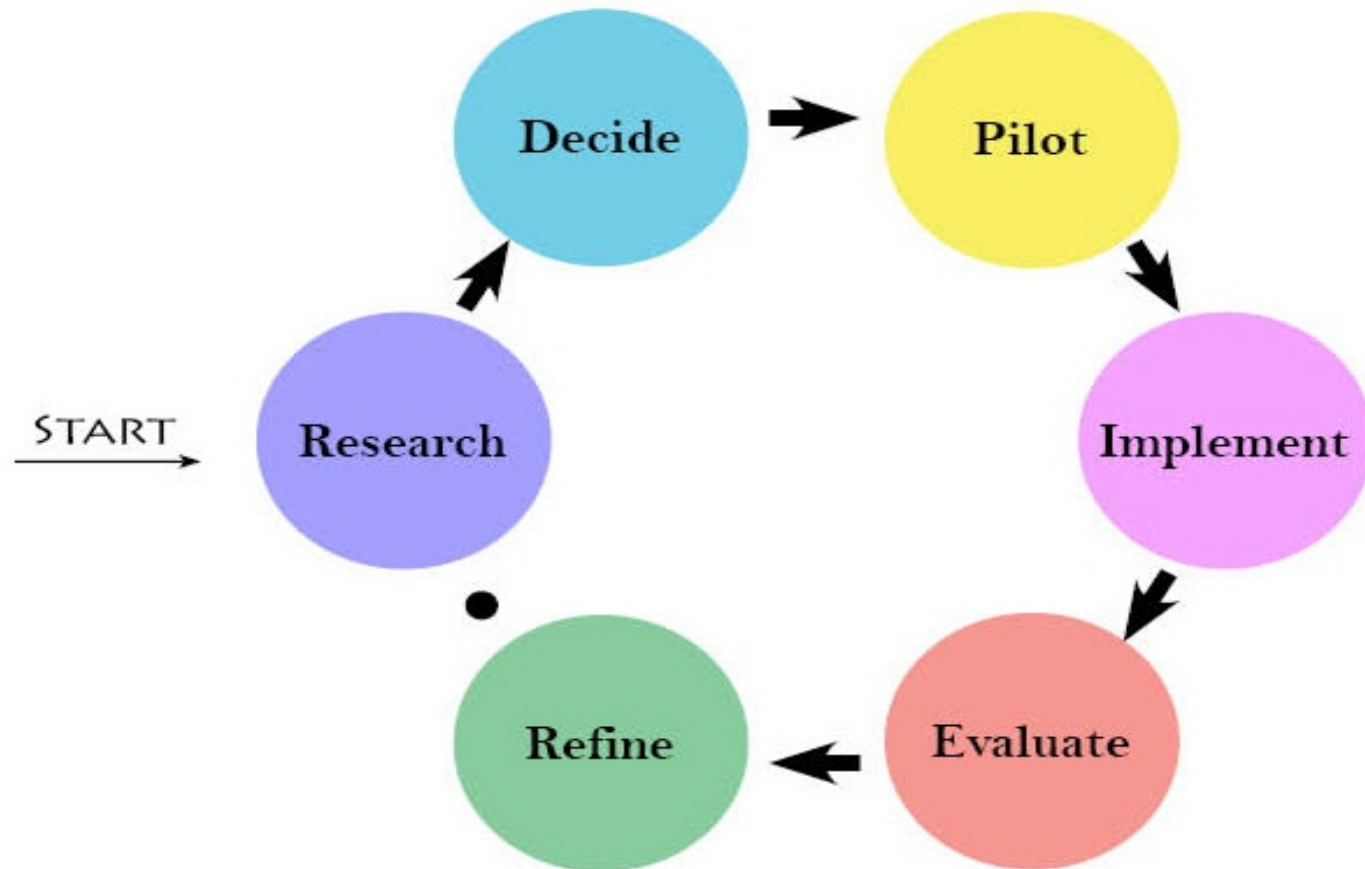 START
Research
Decide
Pilot
Implement
Evaluate
Refine